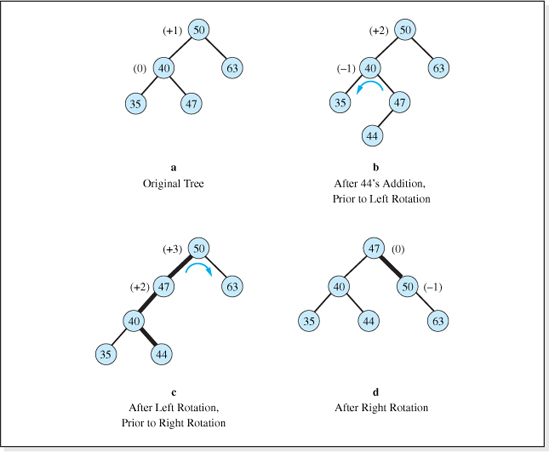 (+1) 50
(0) 40 63
35 47
a
Original Tree
(+2) 50
(–1) 40 63
35 47
44
b
After 44’s Addition,
Prior to Left Rotation
(+3) 50
(+2) 47 63
40
35 44
c
After Left Rotation,
Prior to Right Rotation
47 (0)
40 50 (–1)
35 44 63
d
After Right Rotation